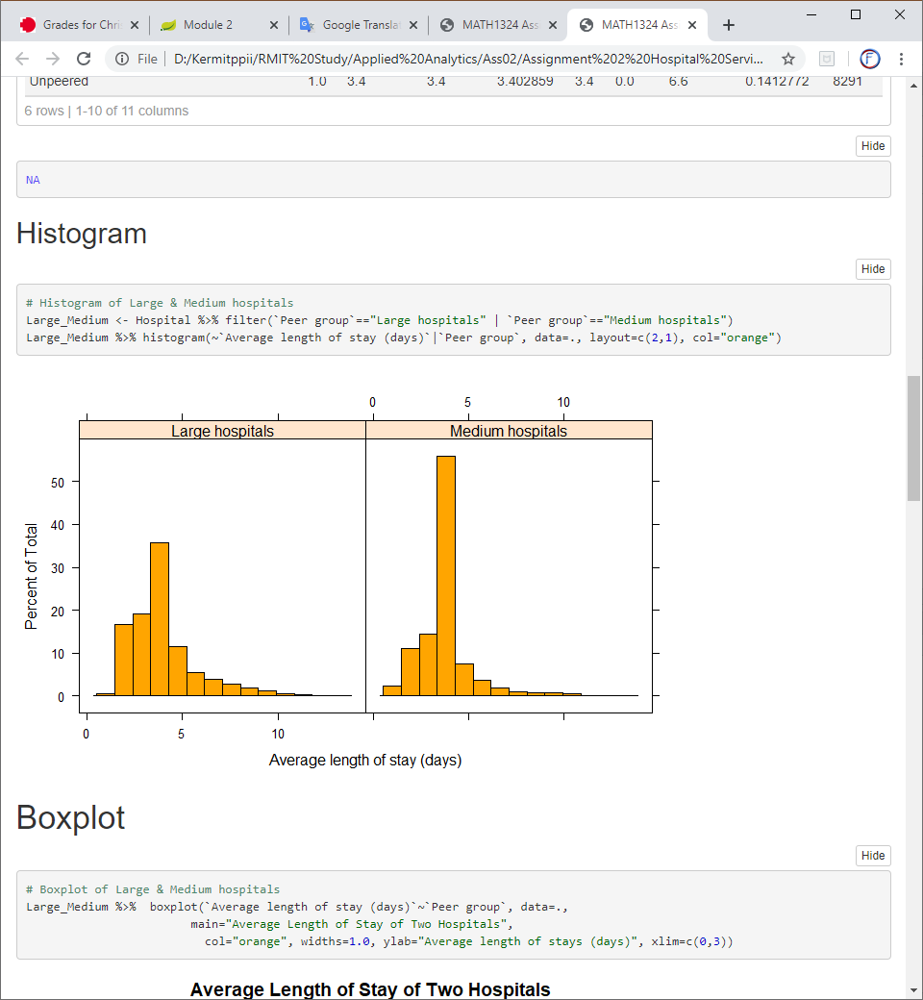 Grades for Chri
Module 2
Google Transla
MATH1324 Ass
MATH1324 Ass
File | D:/Kermitppii/RMIT%20Study/Applied%20Analytics/Ass02/Assignment%202%20Hospital%20Servi...
Unpeered 1.0 3.4 3.4 3.402859 3.4 0.0 6.6 0.1412772 8291
6 rows | 1-10 of 11 columns
Hide
NA
Histogram
Hide
# Histogram of Large & Medium hospitals
Large_Medium <- Hospital %>% filter(`Peer group`=="Large hospitals" | `Peer group`=="Medium hospitals")
Large_Medium %>% histogram(~`Average length of stay (days)`|`Peer group`, data=., layout=c(2,1), col="orange")
0 5 10
Large hospitals Medium hospitals
Percent of Total
50
40
30
20
10
0
0 5 10
Average length of stay (days)
Boxplot
Hide
# Boxplot of Large & Medium hospitals
Large_Medium %>%  boxplot(`Average length of stay (days)`~`Peer group`, data=.,
main="Average Length of Stay of Two Hospitals",
col="orange", widths=1.0, ylab="Average length of stays (days)", xlim=c(0,3))
Average Length of Stay of Two Hospitals